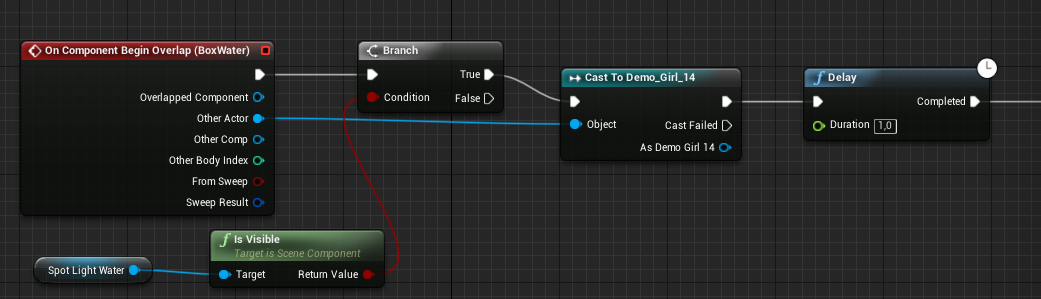 On Component Begin Overlap (BoxWater)
Overlapped Component
Other Actor
Other Comp
Other Body Index
From Sweep
Sweep Result
Branch
True
Condition
False
Cast To Demo_Girl_14
Object
Cast Failed
As Demo Girl 14
Delay
Completed
Duration 1,0
Spot Light Water
f Is Visible
Target is Scene Component
Target
Return Value